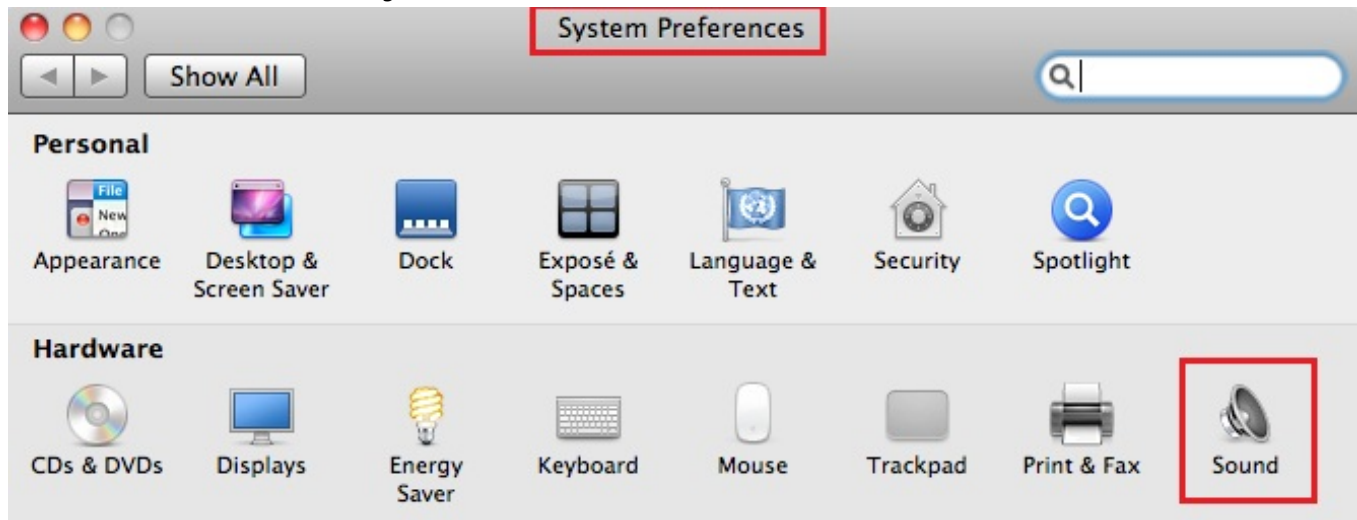 System Preferences
Show All
Personal
File
New
One
Appearance
Desktop &
Screen Saver
Dock
Exposé &
Spaces
Language &
Text
Security
Spotlight
Hardware
CDs & DVDs
Displays
Energy
Saver
Keyboard
Mouse
Trackpad
Print & Fax
Sound